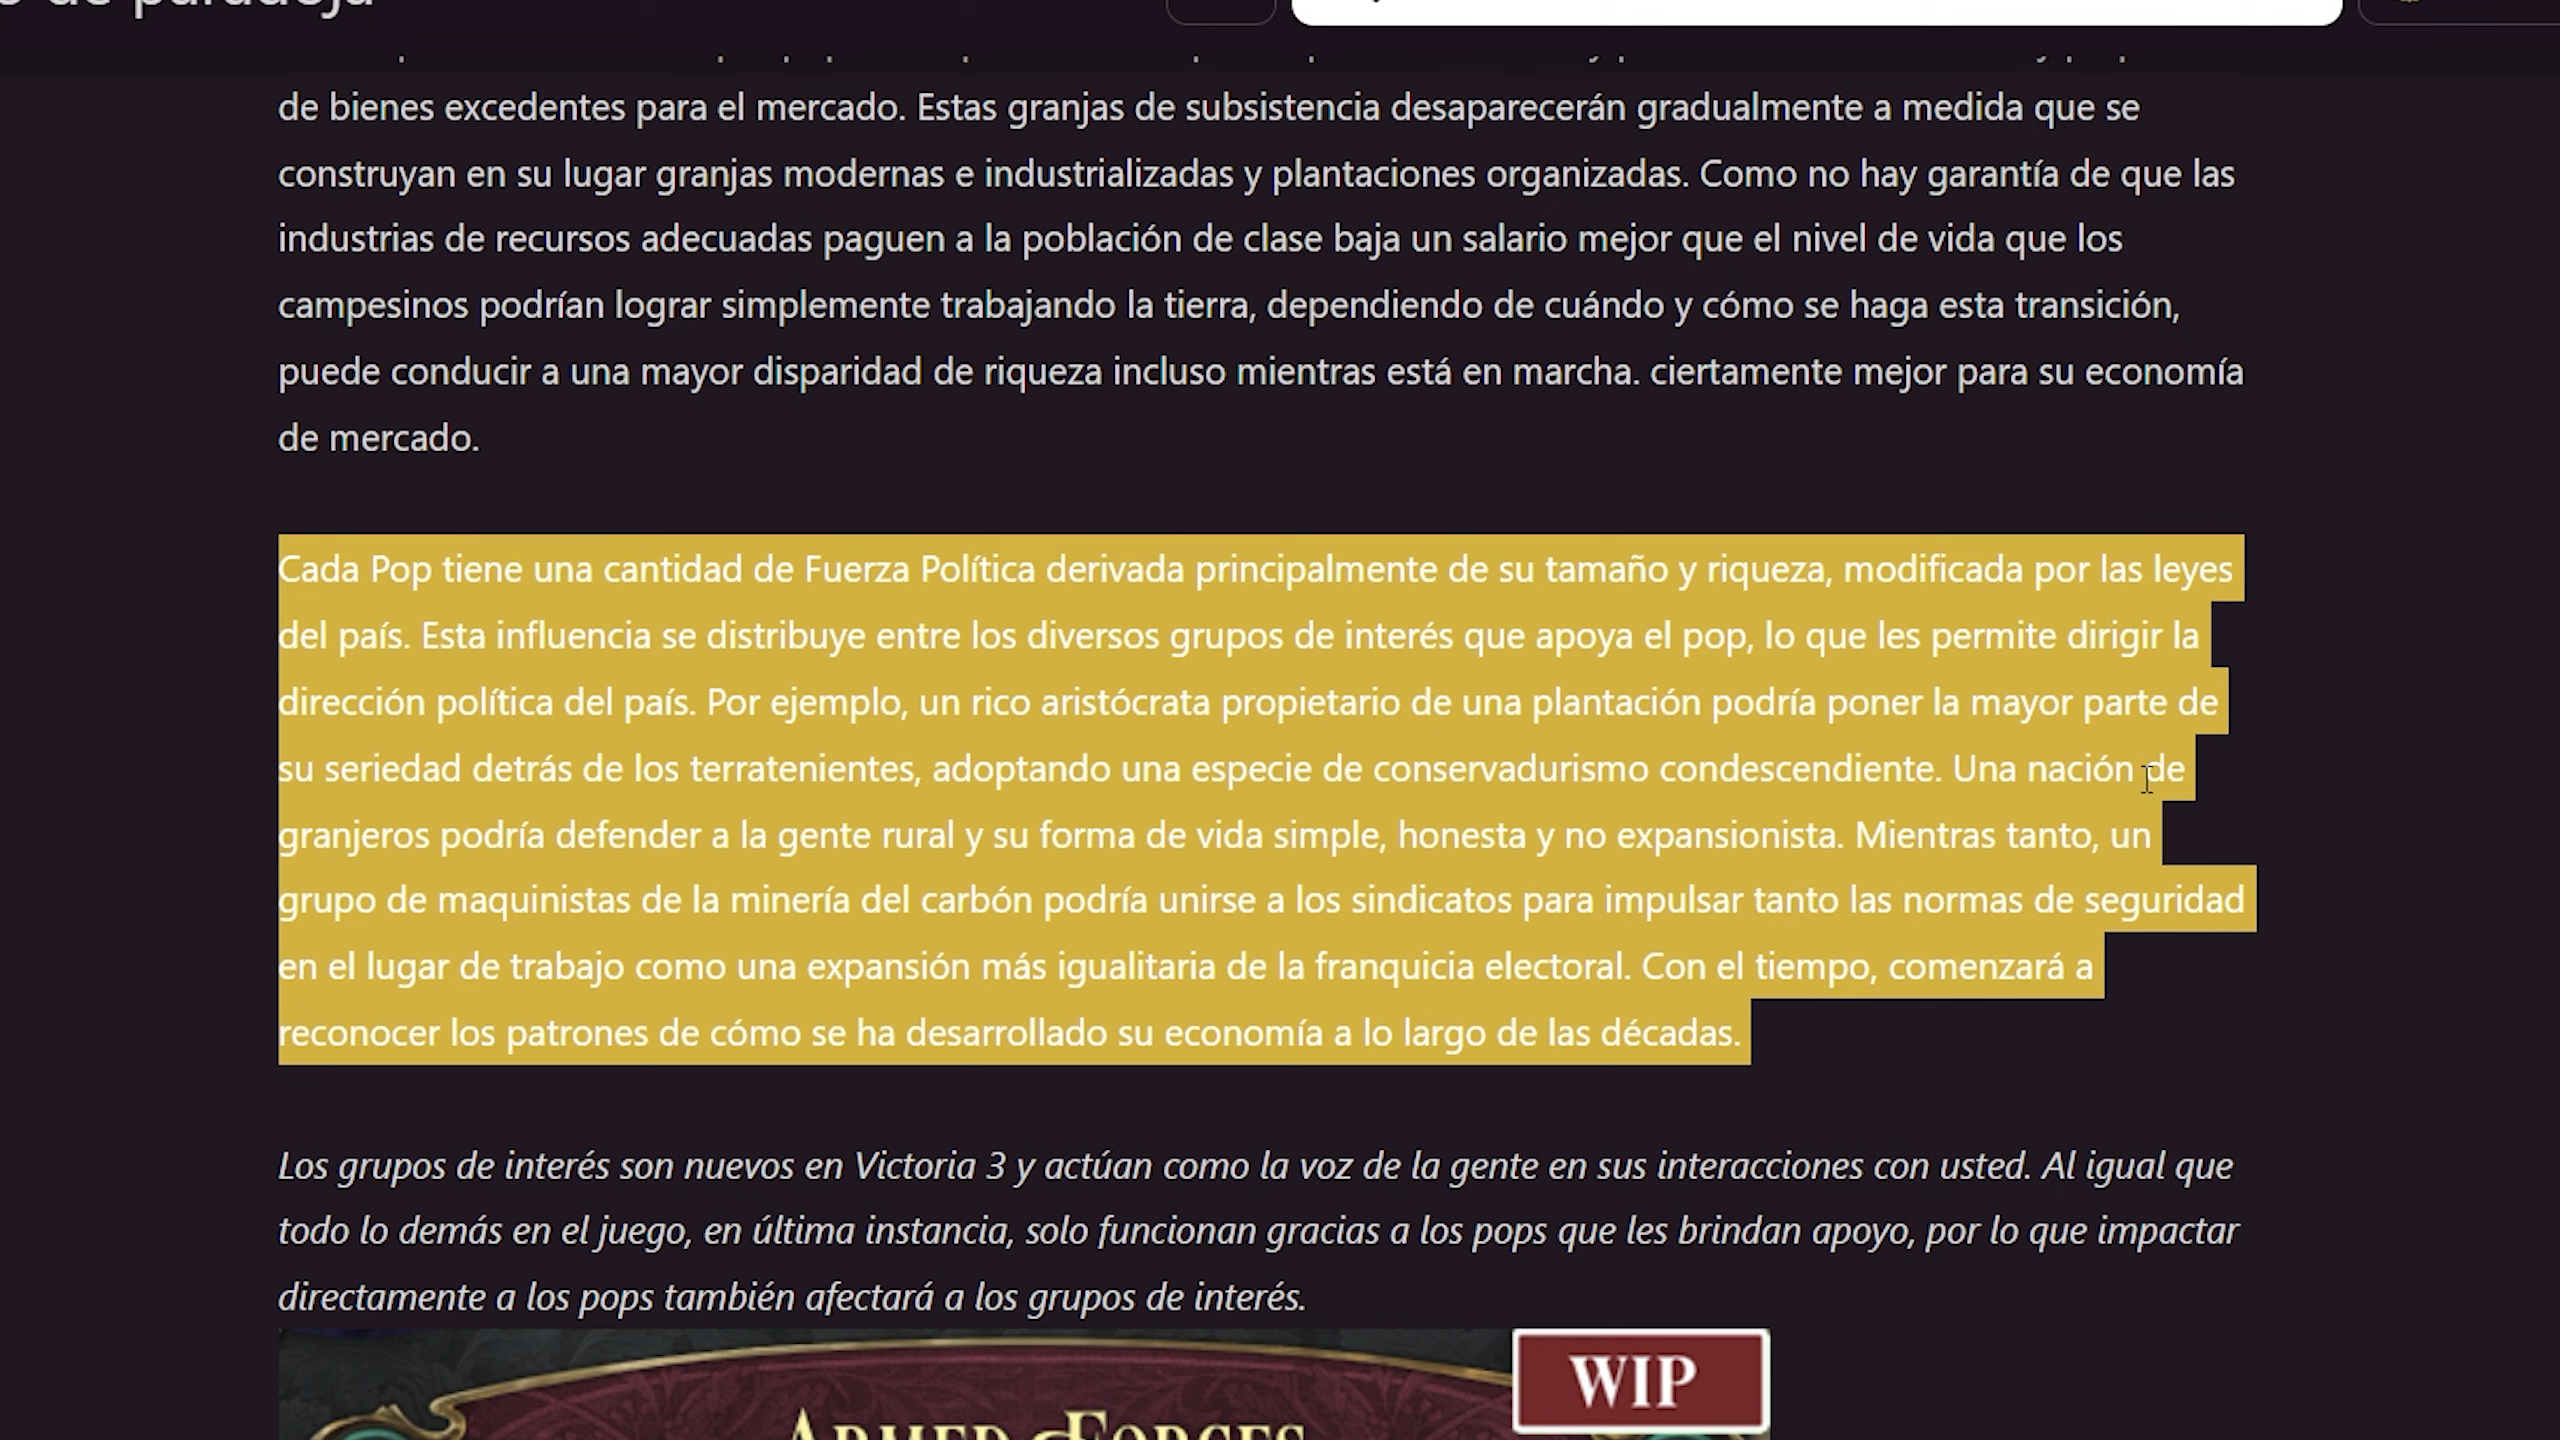 o de paradoja
de bienes excedentes para el mercado. Estas granjas de subsistencia desaparecerán gradualmente a medida que se
construyan en su lugar granjas modernas e industrializadas y plantaciones organizadas. Como no hay garantía de que las
industrias de recursos adecuadas paguen a la población de clase baja un salario mejor que el nivel de vida que los
campesinos podrían lograr simplemente trabajando la tierra, dependiendo de cuándo y cómo se haga esta transición,
puede conducir a una mayor disparidad de riqueza incluso mientras está en marcha. ciertamente mejor para su economía
de mercado.
Cada Pop tiene una cantidad de Fuerza Política derivada principalmente de su tamaño y riqueza, modificada por las leyes
del país. Esta influencia se distribuye entre los diversos grupos de interés que apoya el pop, lo que les permite dirigir la
dirección política del país. Por ejemplo, un rico aristócrata propietario de una plantación podría poner la mayor parte de
su seriedad detrás de los terratenientes, adoptando una especie de conservadurismo condescendiente. Una nación de
granjeros podría defender a la gente rural y su forma de vida simple, honesta y no expansionista. Mientras tanto, un
grupo de maquinistas de la minería del carbón podría unirse a los sindicatos para impulsar tanto las normas de seguridad
en el lugar de trabajo como una expansión más igualitaria de la franquicia electoral. Con el tiempo, comenzará a
reconocer los patrones de cómo se ha desarrollado su economía a lo largo de las décadas.
Los grupos de interés son nuevos en Victoria 3 y actúan como la voz de la gente en sus interacciones con usted. Al igual que
todo lo demás en el juego, en última instancia, solo funcionan gracias a los pops que les brindan apoyo, por lo que impactar
directamente a los pops también afectará a los grupos de interés.
WIP
ARMED FORCES